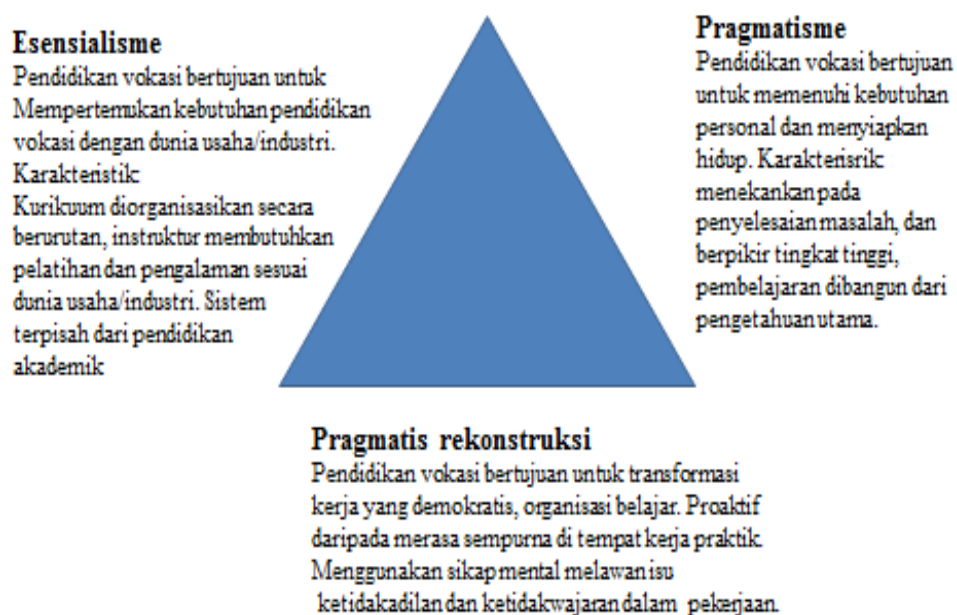 Esensialisme
Pendidikan vokasi bertujuan untuk
Mempertemukan kebutuhan pendidikan
vokasi dengan dunia usaha/industri.
Karakteristik
Kurikuum diorganisasikan secara
berurutan, instruktur membutuhkan
pelatihan dan pengalaman sesuai
dunia usaha/industri. Sistem
terpisah dari pendidikan
akademik
Pragmatisme
Pendidikan vokasi bertujuan
untuk memenuhi kebutuhan
personal dan menyiapkan
hidup. Karakterisrik
menekankan pada
penyelesaian masalah, dan
berpikir tingkat tinggi,
pembelajaran dibangun dari
pengetahuan utama.
Pragmatis rekonstruksi
Pendidikan vokasi bertujuan untuk transformasi
kerja yang demokratis, organisasi belajar. Proaktif
daripada merasa sempurna di tempat kerja praktik.
Menggunakan sikap mental melawan isu
ketidakadilan dan ketidakwajaran dalam pekerjaan.